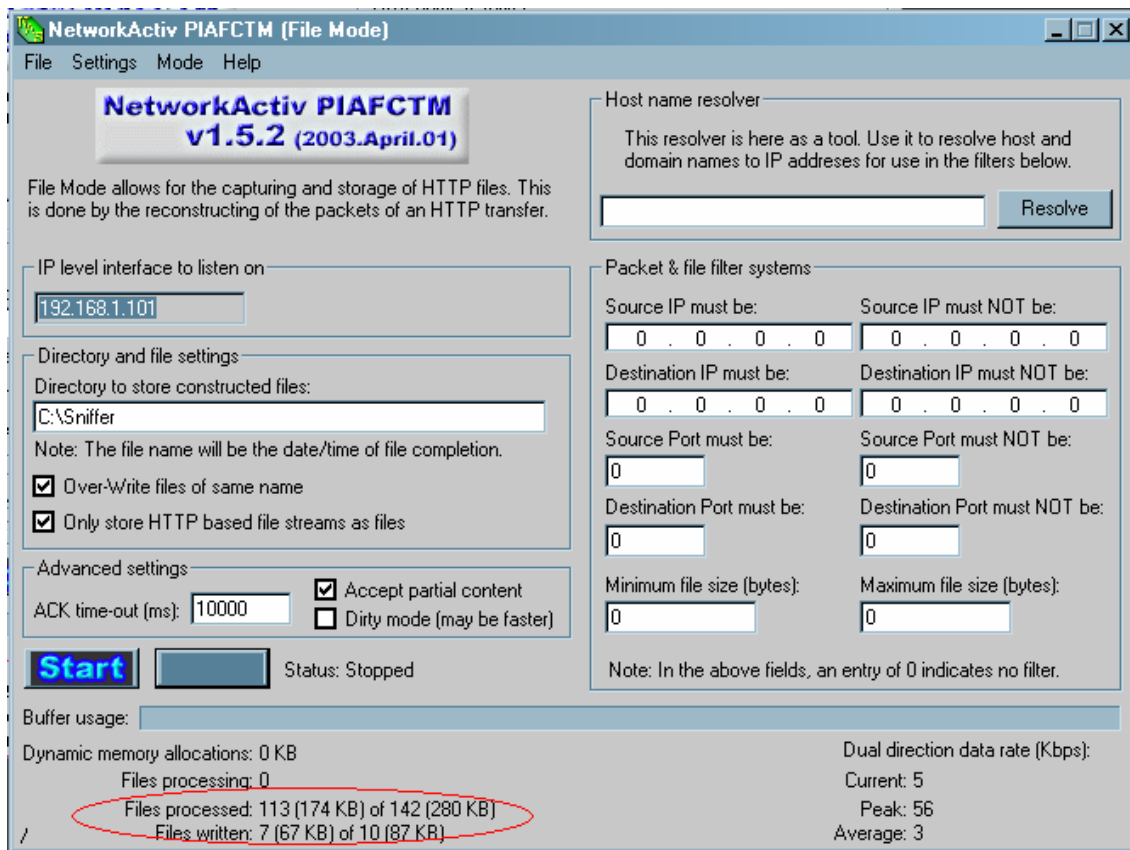 NetworkActiv PIAFCTM (File Mode)
File Settings Mode Help
NetworkActiv PIAFCTM
v1.5.2 (2003.April.01)
File Mode allows for the capturing and storage of HTTP files. This
is done by the reconstructing of the packets of an HTTP transfer.
Host name resolver
This resolver is here as a tool. Use it to resolve host and
domain names to IP addreses for use in the filters below.
Resolve
IP level interface to listen on
192.168.1.101
Directory and file settings
Directory to store constructed files:
C:\Sniffer
Note: The file name will be the date/time of file completion.
Over-Write files of same name
Only store HTTP based file streams as files
Advanced settings
ACK time-out (ms): 10000
Accept partial content
Dirty mode (may be faster)
Packet & file filter systems
Source IP must be: Source IP must NOT be:
0 . 0 . 0 . 0 0 . 0 . 0 . 0
Destination IP must be: Destination IP must NOT be:
0 . 0 . 0 . 0 0 . 0 . 0 . 0
Source Port must be: Source Port must NOT be:
0 0
Destination Port must be: Destination Port must NOT be:
0 0
Minimum file size (bytes): Maximum file size (bytes):
0 0
Note: In the above fields, an entry of 0 indicates no filter.
Start Status: Stopped
Buffer usage:
Dynamic memory allocations: 0 KB
Files processing: 0
Files processed: 113 (174 KB) of 142 (280 KB)
/ Files written: 7 (67 KB) of 10 (87 KB)
Dual direction data rate (Kbps):
Current: 5
Peak: 56
Average: 3